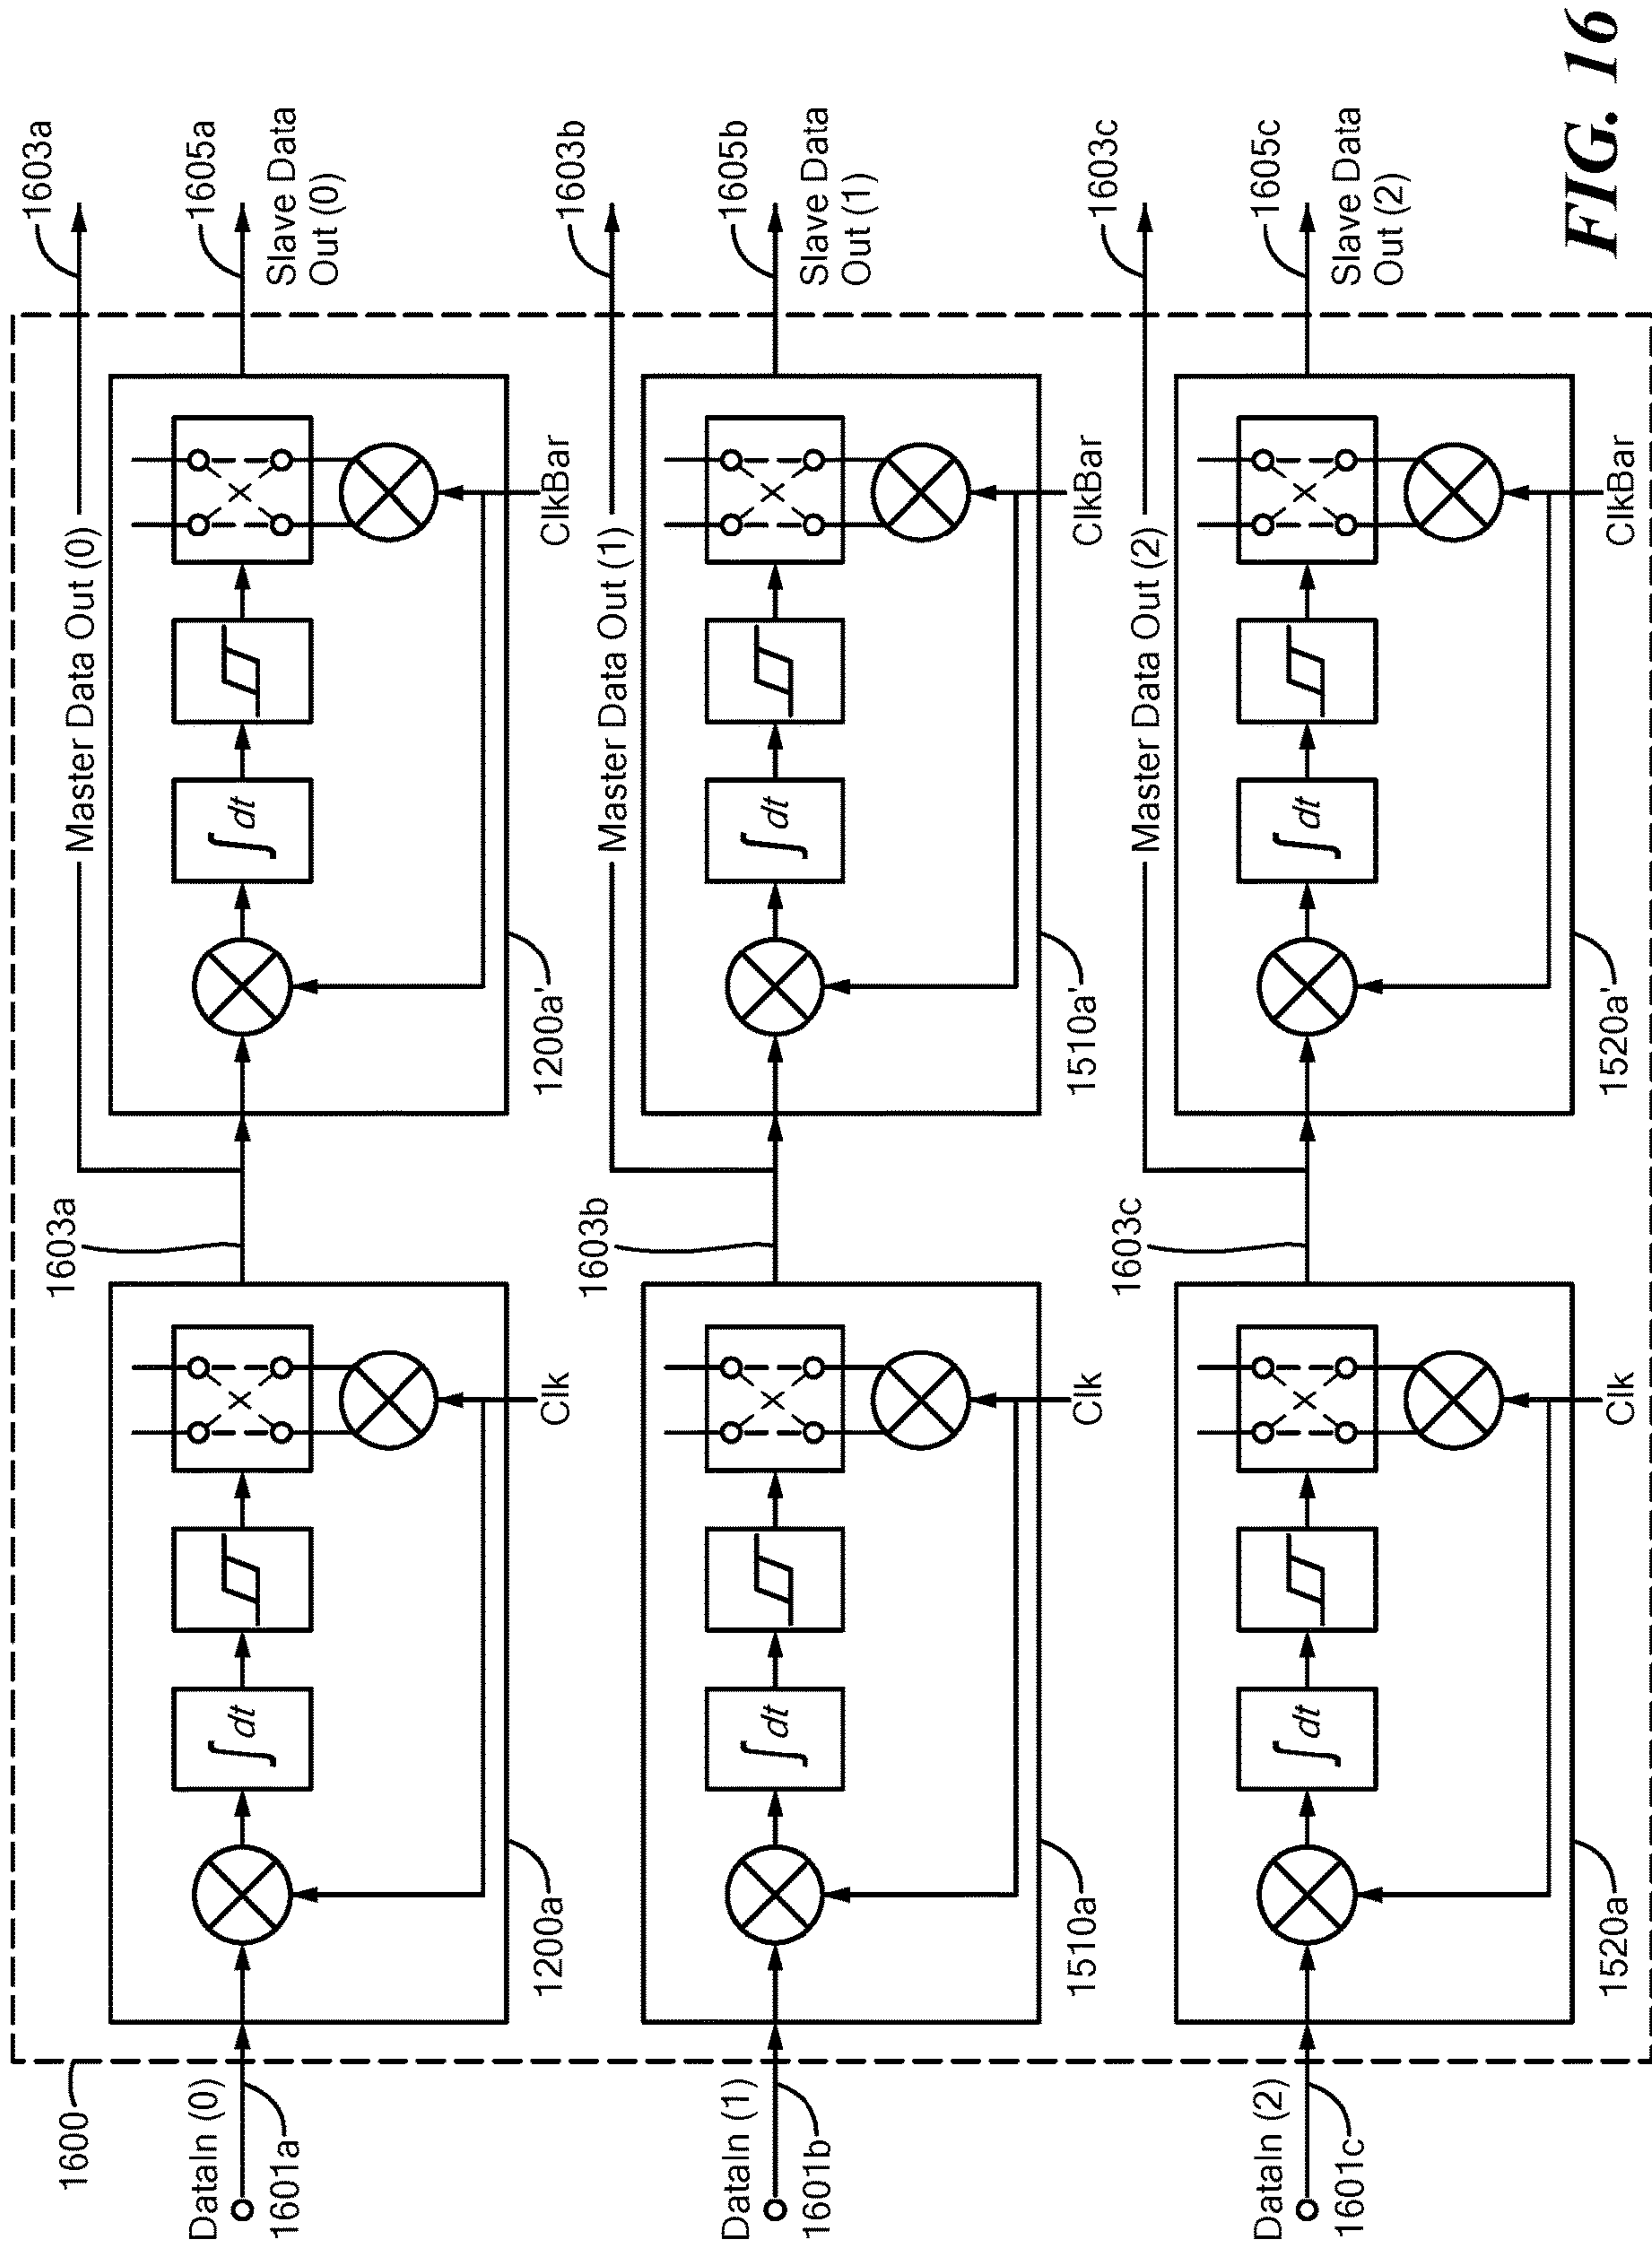 1600
DataIn (0)
1601a
1200a
∫ dt
Clk
1603a
Master Data Out (0)
1200a'
∫ dt
ClkBar
1603a
1605a
Slave Data
Out (0)
DataIn (1)
1601b
1510a
∫ dt
Clk
1603b
Master Data Out (1)
1510a'
∫ dt
ClkBar
1603b
1605b
Slave Data
Out (1)
DataIn (2)
1601c
1520a
∫ dt
Clk
1603c
Master Data Out (2)
1520a'
∫ dt
ClkBar
1603c
1605c
Slave Data
Out (2)
FIG. 16